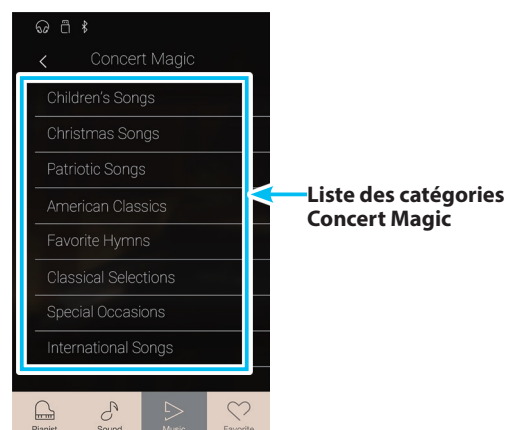 Concert Magic
Children's Songs
Christmas Songs
Patriotic Songs
American Classics
Favorite Hymns
Classical Selections
Special Occasions
International Songs
Liste des catégories
Concert Magic
Pianist Sound Music Favorite